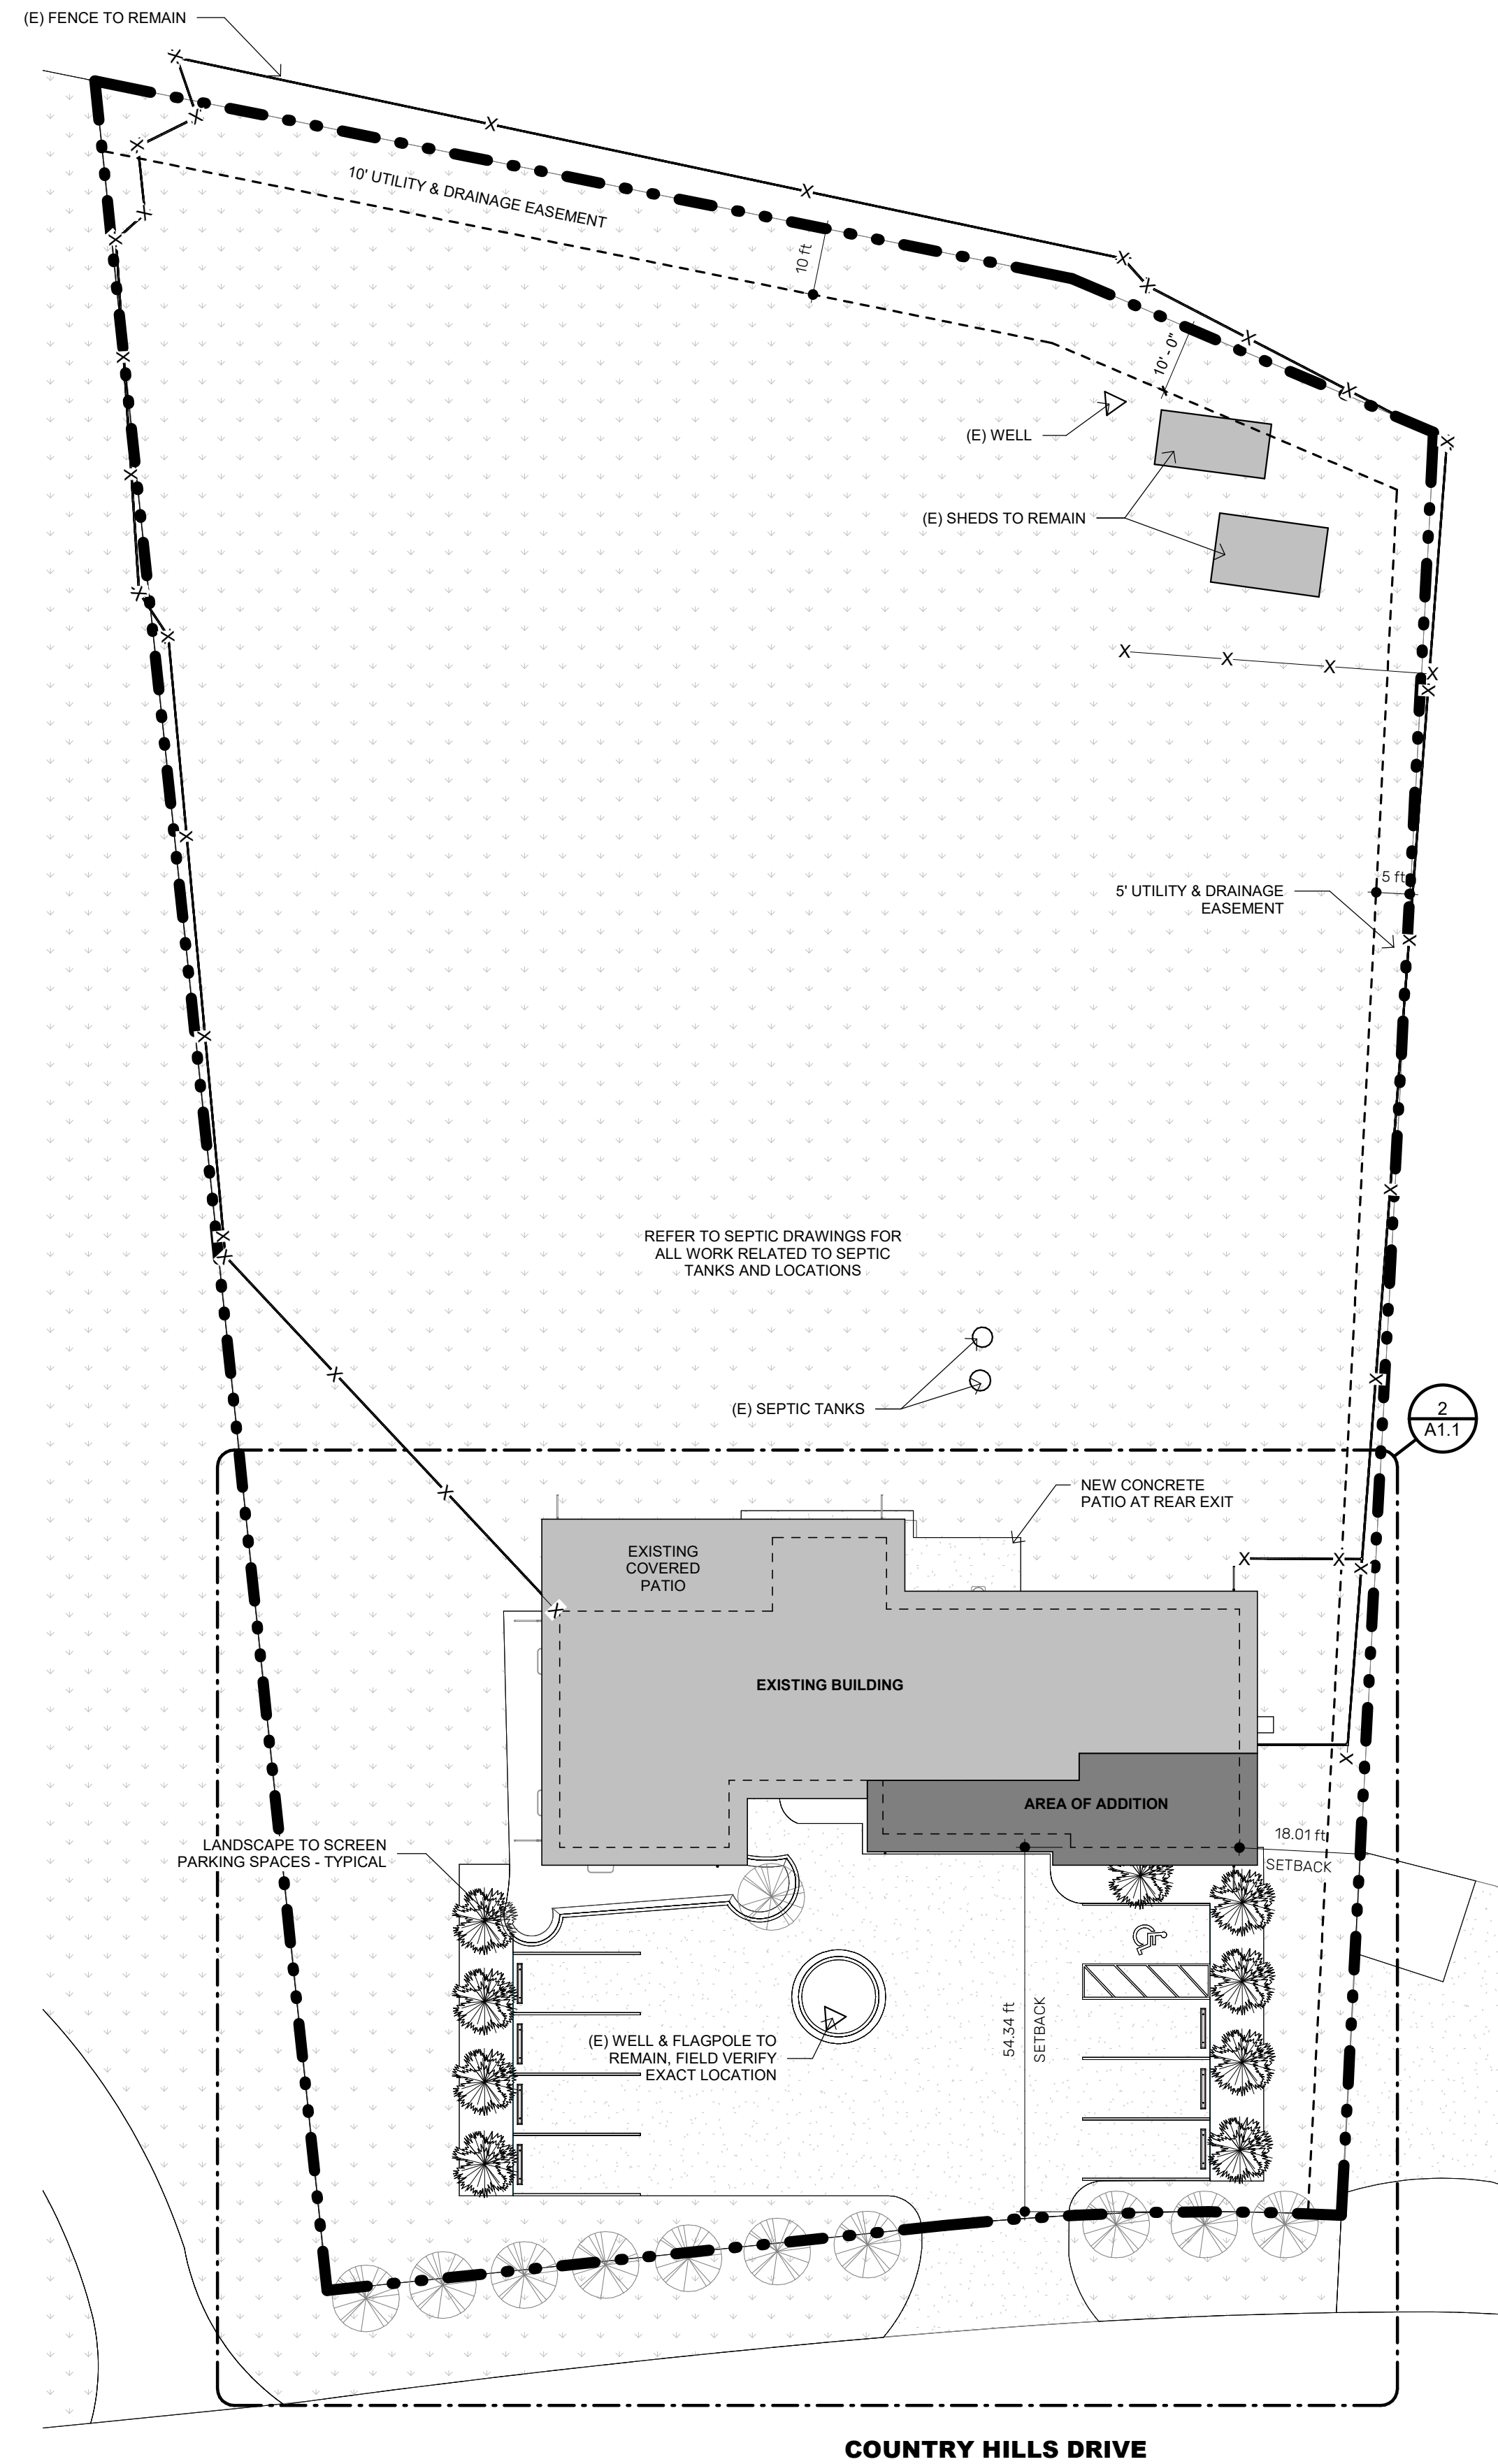 (E) FENCE TO REMAIN
10' UTILITY & DRAINAGE EASEMENT
10 ft
10' - 0"
(E) WELL
(E) SHEDS TO REMAIN
5 ft
5' UTILITY & DRAINAGE
EASEMENT
REFER TO SEPTIC DRAWINGS FOR
ALL WORK RELATED TO SEPTIC
TANKS AND LOCATIONS
(E) SEPTIC TANKS
2
A1.1
NEW CONCRETE
PATIO AT REAR EXIT
EXISTING
COVERED
PATIO
EXISTING BUILDING
AREA OF ADDITION
18.01 ft
SETBACK
LANDSCAPE TO SCREEN
PARKING SPACES - TYPICAL
54.34 ft
SETBACK
(E) WELL & FLAGPOLE TO
REMAIN, FIELD VERIFY
EXACT LOCATION
COUNTRY HILLS DRIVE